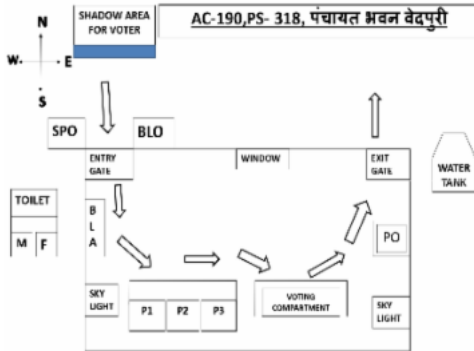 SHADOW AREA
FOR VOTER
AC-190,PS- 318, पंचायत भवन वेदपुरी
N
W
E
S
SPO
BLO
ENTRY
GATE
WINDOW
EXIT
GATE
WATER
TANK
TOILET
M
F
B
L
A
PO
SKY
LIGHT
P1
P2
P3
VOTING
COMPARTMENT
SKY
LIGHT